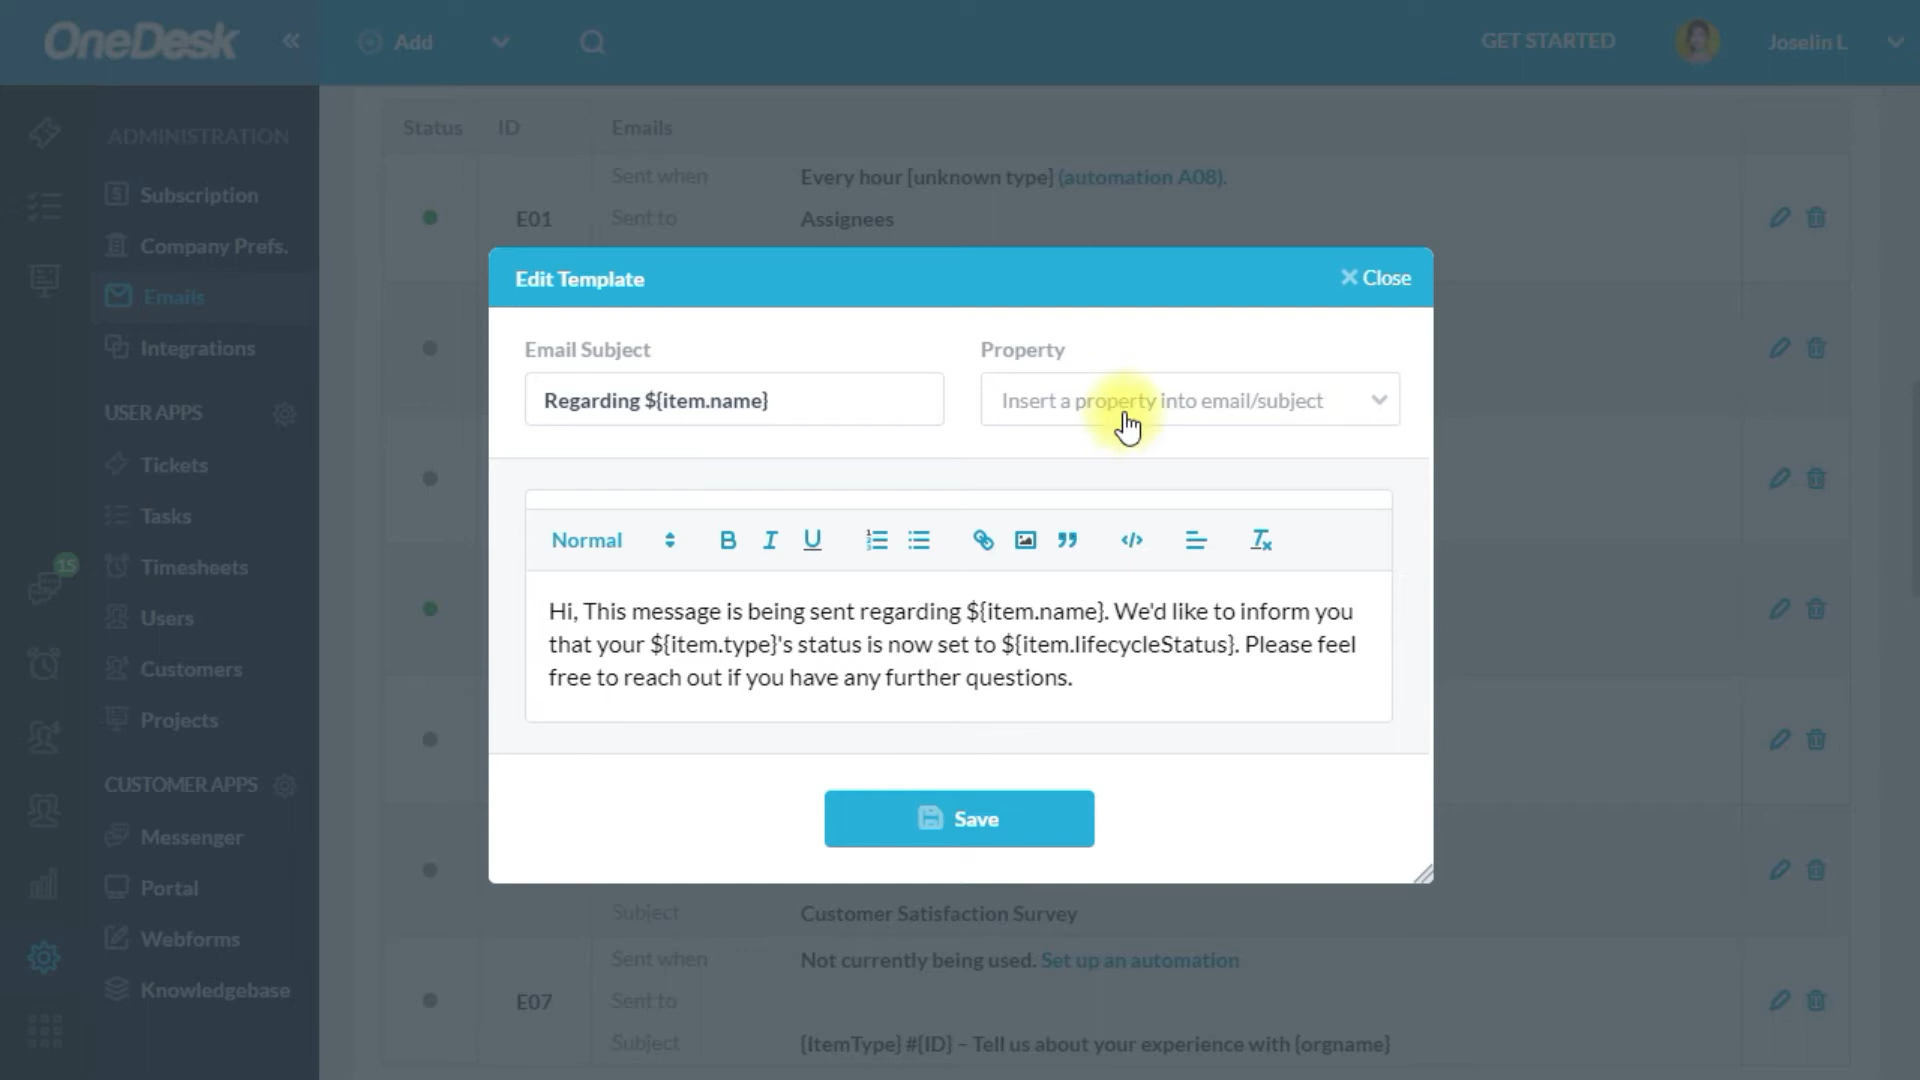 OneDesk
«
Add
GET STARTED
Joselin L
ADMINISTRATION
Subscription
Company Prefs.
Emails
Integrations
USER APPS
Tickets
Tasks
15
Timesheets
Users
Customers
Projects
CUSTOMER APPS
Messenger
Portal
Webforms
Knowledgebase
Status ID Emails
Sent when Every hour [unknown type] (automation A08).
E01 Sent to Assignees
Edit Template
Close
Email Subject
Property
Regarding ${item.name}
Insert a property into email/subject
Normal
Hi, This message is being sent regarding ${item.name}. We'd like to inform you
that your ${item.type}'s status is now set to ${item.lifecycleStatus}. Please feel
free to reach out if you have any further questions.
Save
Subject Customer Satisfaction Survey
Sent when Not currently being used. Set up an automation
E07 Sent to
Subject {ItemType} #{ID} – Tell us about your experience with {orgname}